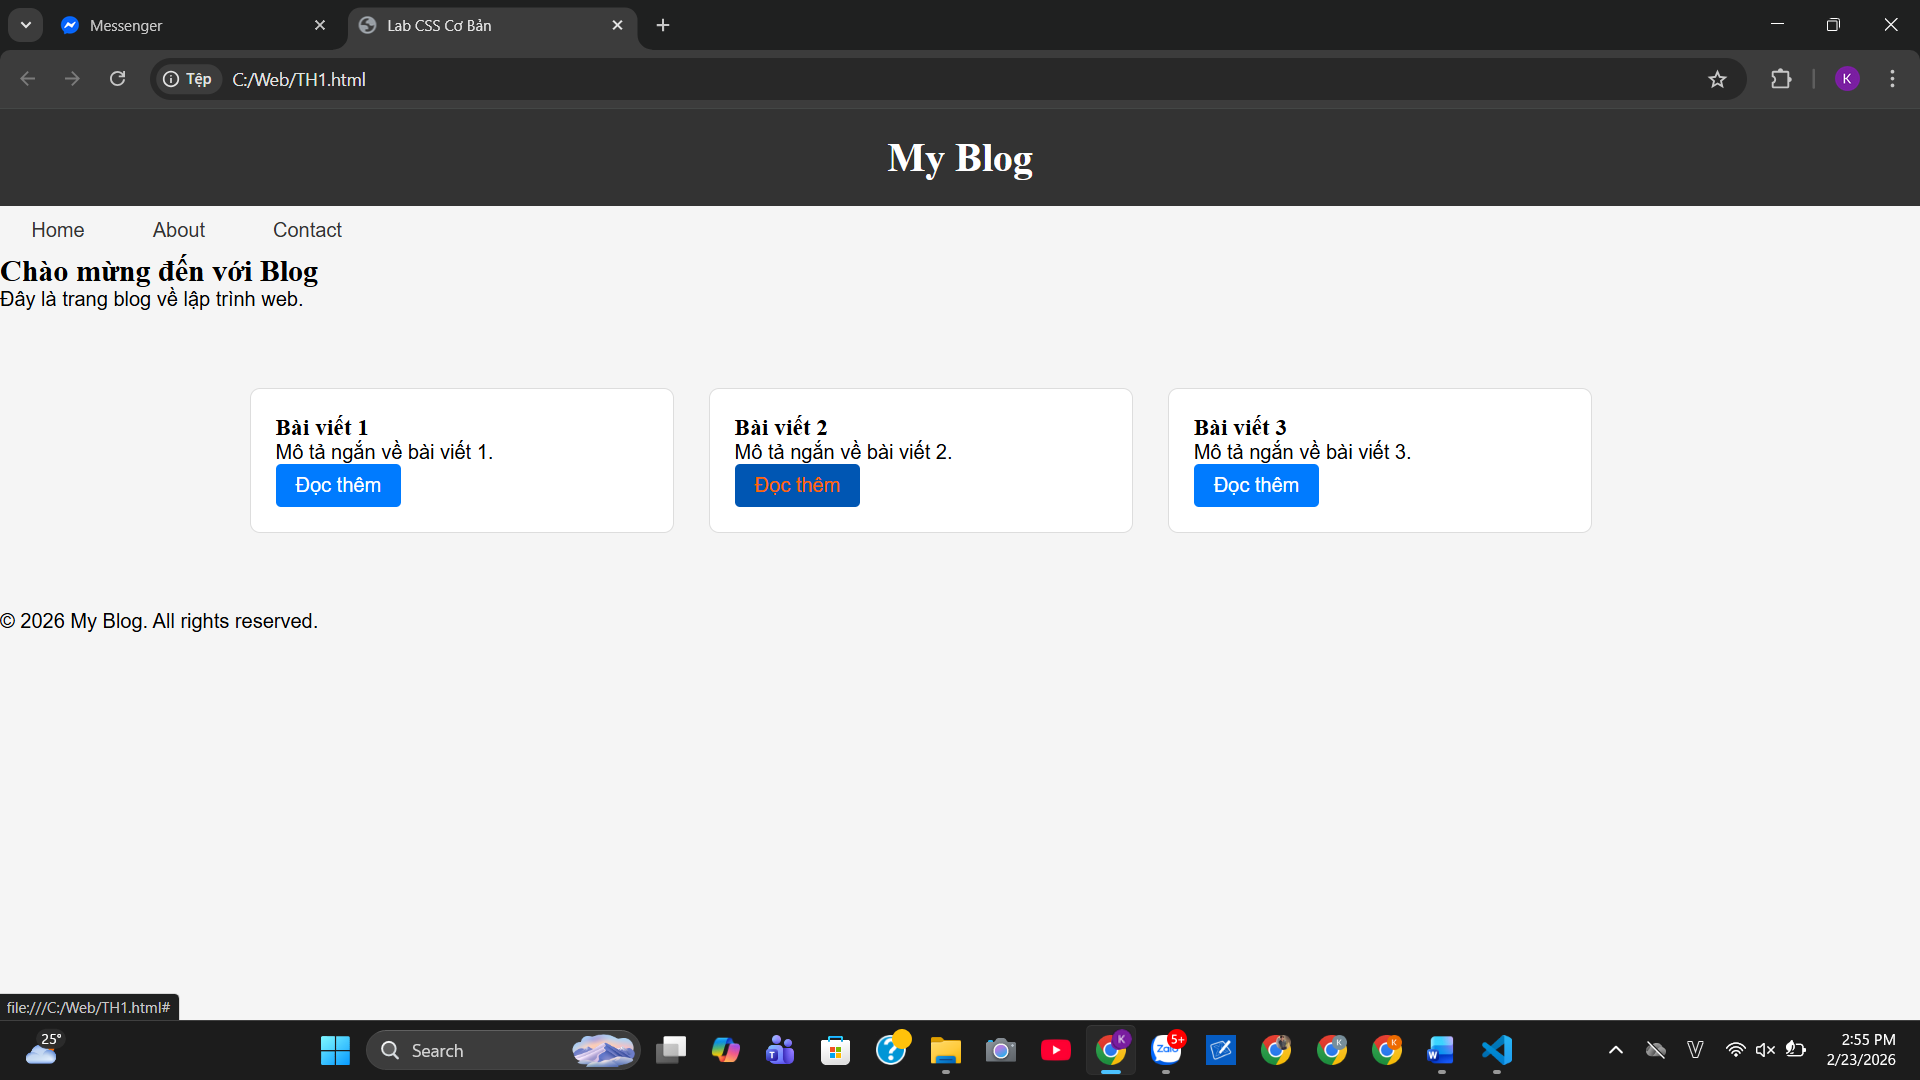 Messenger
Lab CSS Cơ Bản
Tệp
C:/Web/TH1.html
K
My Blog
Home About Contact
Chào mừng đến với Blog
Đây là trang blog về lập trình web.
Bài viết 1
Mô tả ngắn về bài viết 1.
Đọc thêm
Bài viết 2
Mô tả ngắn về bài viết 2.
Đọc thêm
Bài viết 3
Mô tả ngắn về bài viết 3.
Đọc thêm
© 2026 My Blog. All rights reserved.
file:///C:/Web/TH1.html#
25°
Search
K
Zalo
5+
K
K
V
2:55 PM
2/23/2026